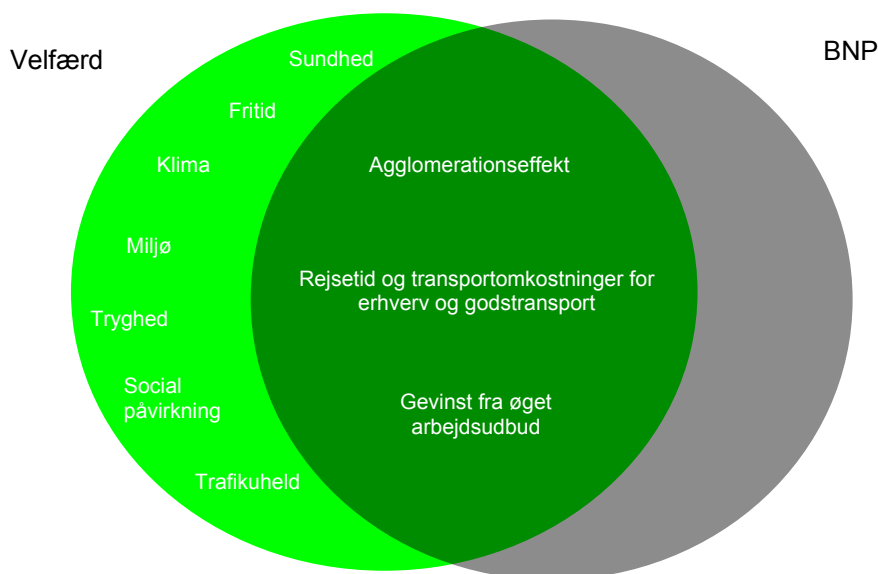 Velfærd
BNP
Sundhed
Fritid
Klima
Miljø
Tryghed
Social
påvirkning
Trafikuheld
Agglomerationseffekt
Rejsetid og transportomkostninger for
erhverv og godstransport
Gevinst fra øget
arbejdsudbud